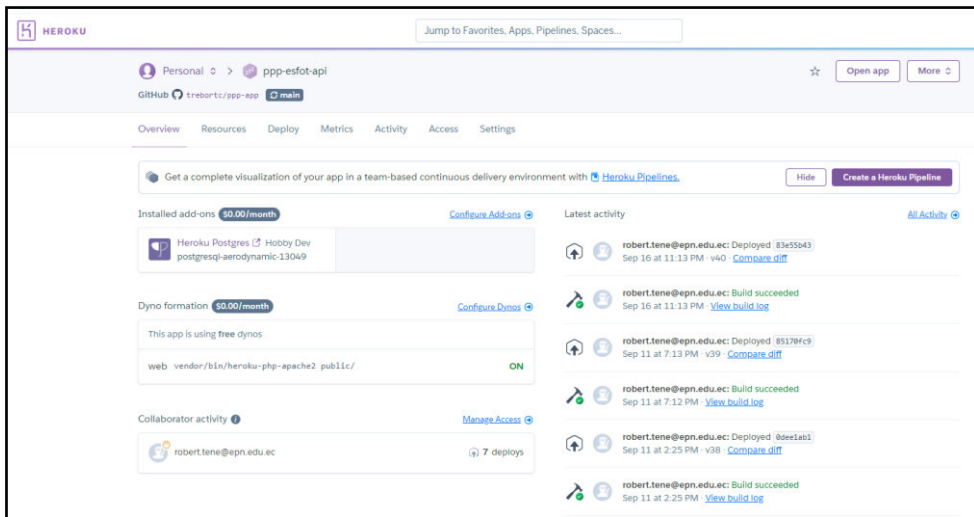 HEROKU
Jump to Favorites, Apps, Pipelines, Spaces...
Personal > ppp-esfot-api
Open app
More
GitHub trebortc/ppp-app main
Overview Resources Deploy Metrics Activity Access Settings
Get a complete visualization of your app in a team-based continuous delivery environment with Heroku Pipelines.
Hide
Create a Heroku Pipeline
Installed add-ons $0.00/month
Configure Add-ons
Heroku Postgres Hobby Dev
postgresql-aerodynamic-13049
Dyno formation $0.00/month
Configure Dynos
This app is using free dynos
web vendor/bin/heroku-php-apache2 public/ ON
Collaborator activity
Manage Access
robert.tene@epn.edu.ec 7 deploys
Latest activity
All Activity
robert.tene@epn.edu.ec: Deployed 83e55b43
Sep 16 at 11:13 PM · v40 · Compare diff
robert.tene@epn.edu.ec: Build succeeded
Sep 16 at 11:13 PM · View build log
robert.tene@epn.edu.ec: Deployed 85170fc9
Sep 11 at 7:13 PM · v39 · Compare diff
robert.tene@epn.edu.ec: Build succeeded
Sep 11 at 7:12 PM · View build log
robert.tene@epn.edu.ec: Deployed 0dee1ab1
Sep 11 at 2:25 PM · v38 · Compare diff
robert.tene@epn.edu.ec: Build succeeded
Sep 11 at 2:25 PM · View build log